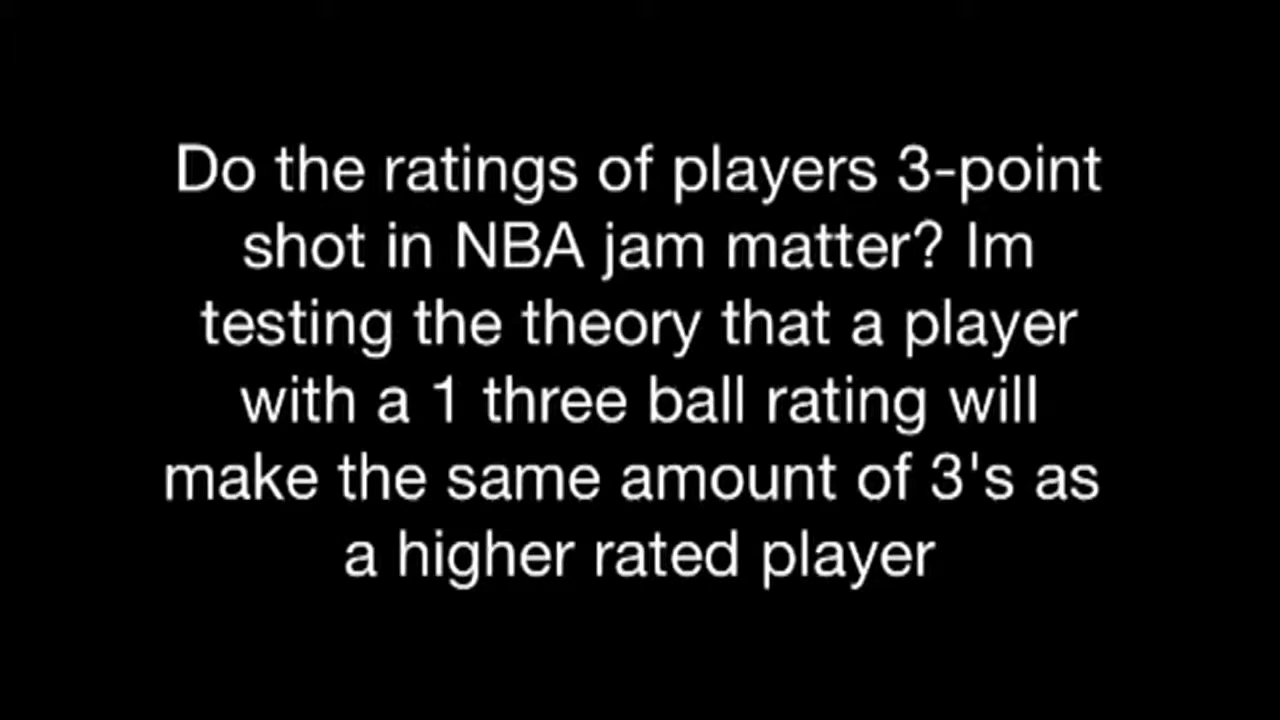 Do the ratings of players 3-point
shot in NBA jam matter? Im
testing the theory that a player
with a 1 three ball rating will
make the same amount of 3's as
a higher rated player